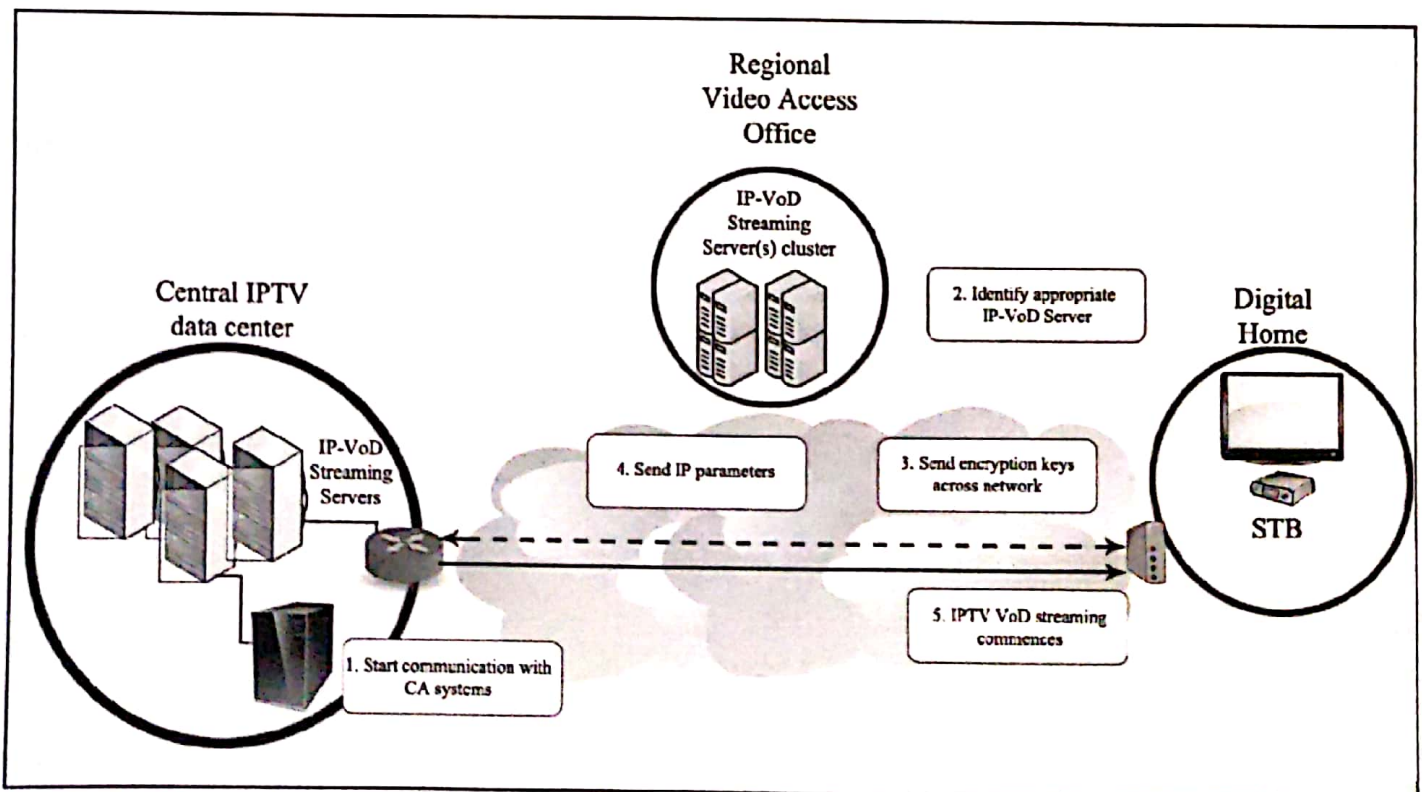 Regional
Video Access
Office
IP-VoD
Streaming
Server(s) cluster
Central IPTV
data center
2. Identify appropriate
IP-VoD Server
Digital
Home
IP-VoD
Streaming
Servers
4. Send IP parameters
3. Send encryption keys
across network
STB
5. IPTV VoD streaming
commences
1. Start communication with
CA systems